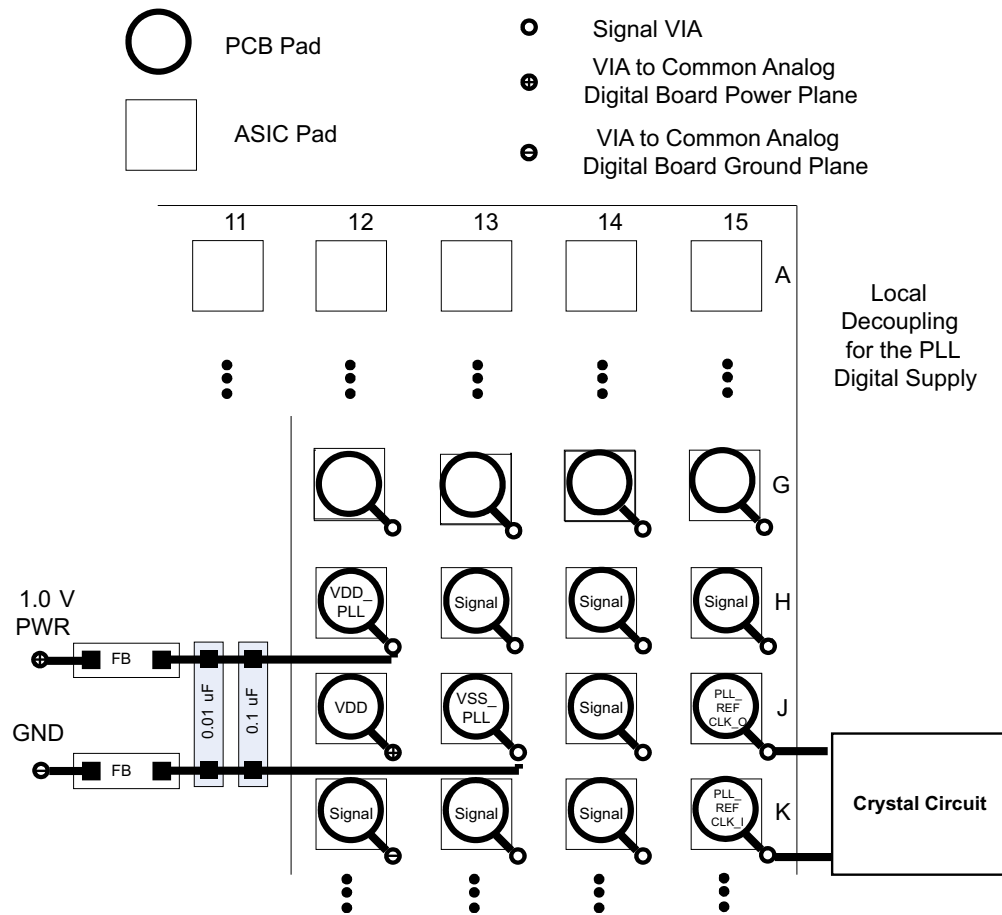 PCB Pad
ASIC Pad
Signal VIA
VIA to Common Analog
Digital Board Power Plane
VIA to Common Analog
Digital Board Ground Plane
11
12
13
14
15
A
Local
Decoupling
for the PLL
Digital Supply
G
VDD_
PLL
Signal
Signal
Signal
H
1.0 V
PWR
FB
0.01 uF
0.1 uF
VDD
VSS_
PLL
Signal
PLL_
REF
CLK_O
J
GND
FB
Signal
Signal
Signal
PLL_
REF
CLK_I
K
Crystal Circuit